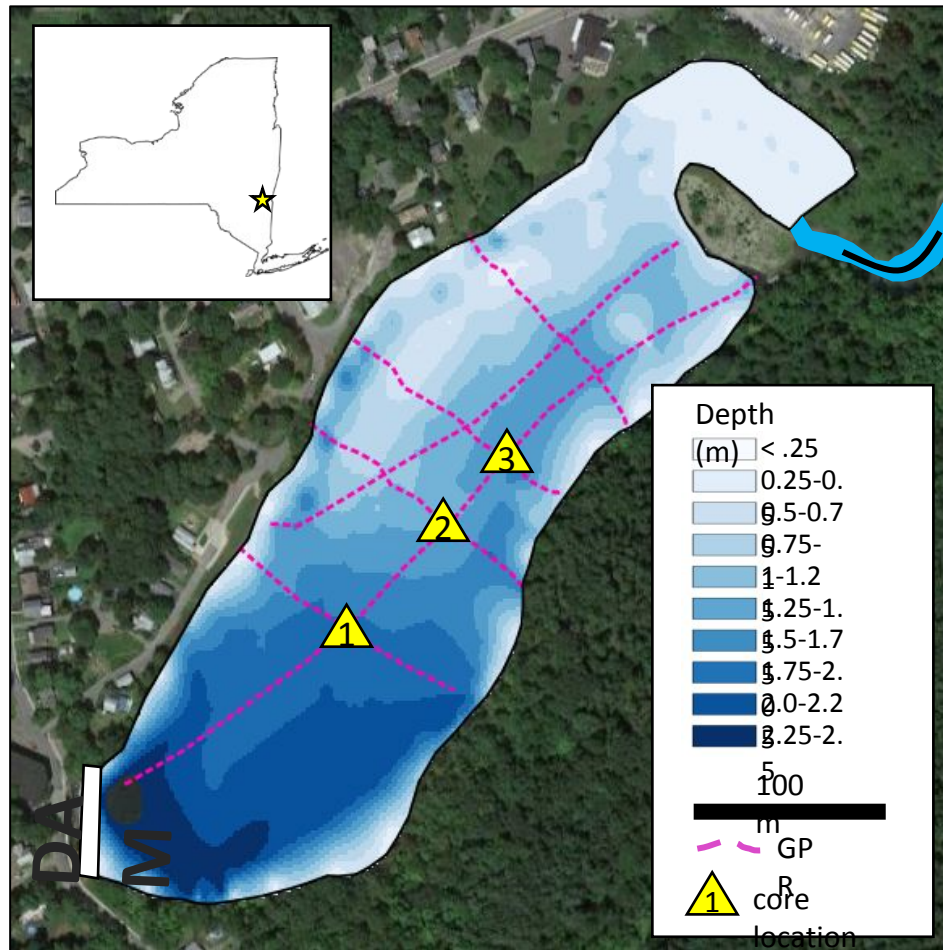 3
2
1
DA
M
Depth
(m) < .25
0.25-0.
5
0.5-0.7
5
0.75-
1
1-1.2
5
1.25-1.
5
1.5-1.7
5
1.75-2.
0
2.0-2.2
5
2.25-2.
5
100
m
GP
R
1 core
location